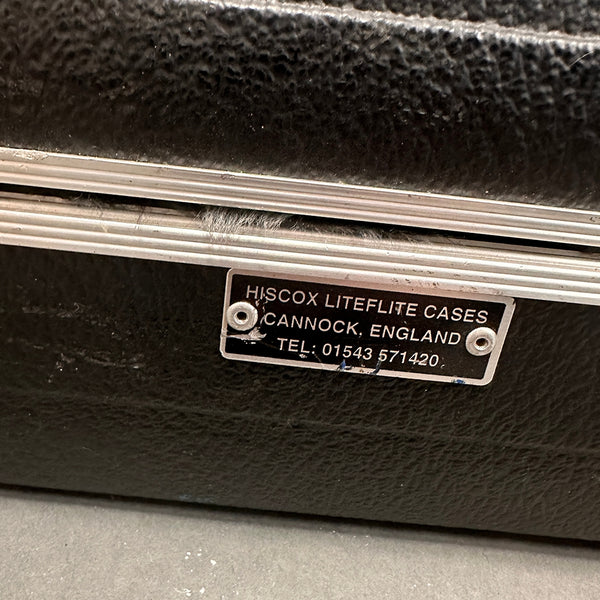 HISCOX LITEFLITE CASES
CANNOCK, ENGLAND
TEL: 01543 571420